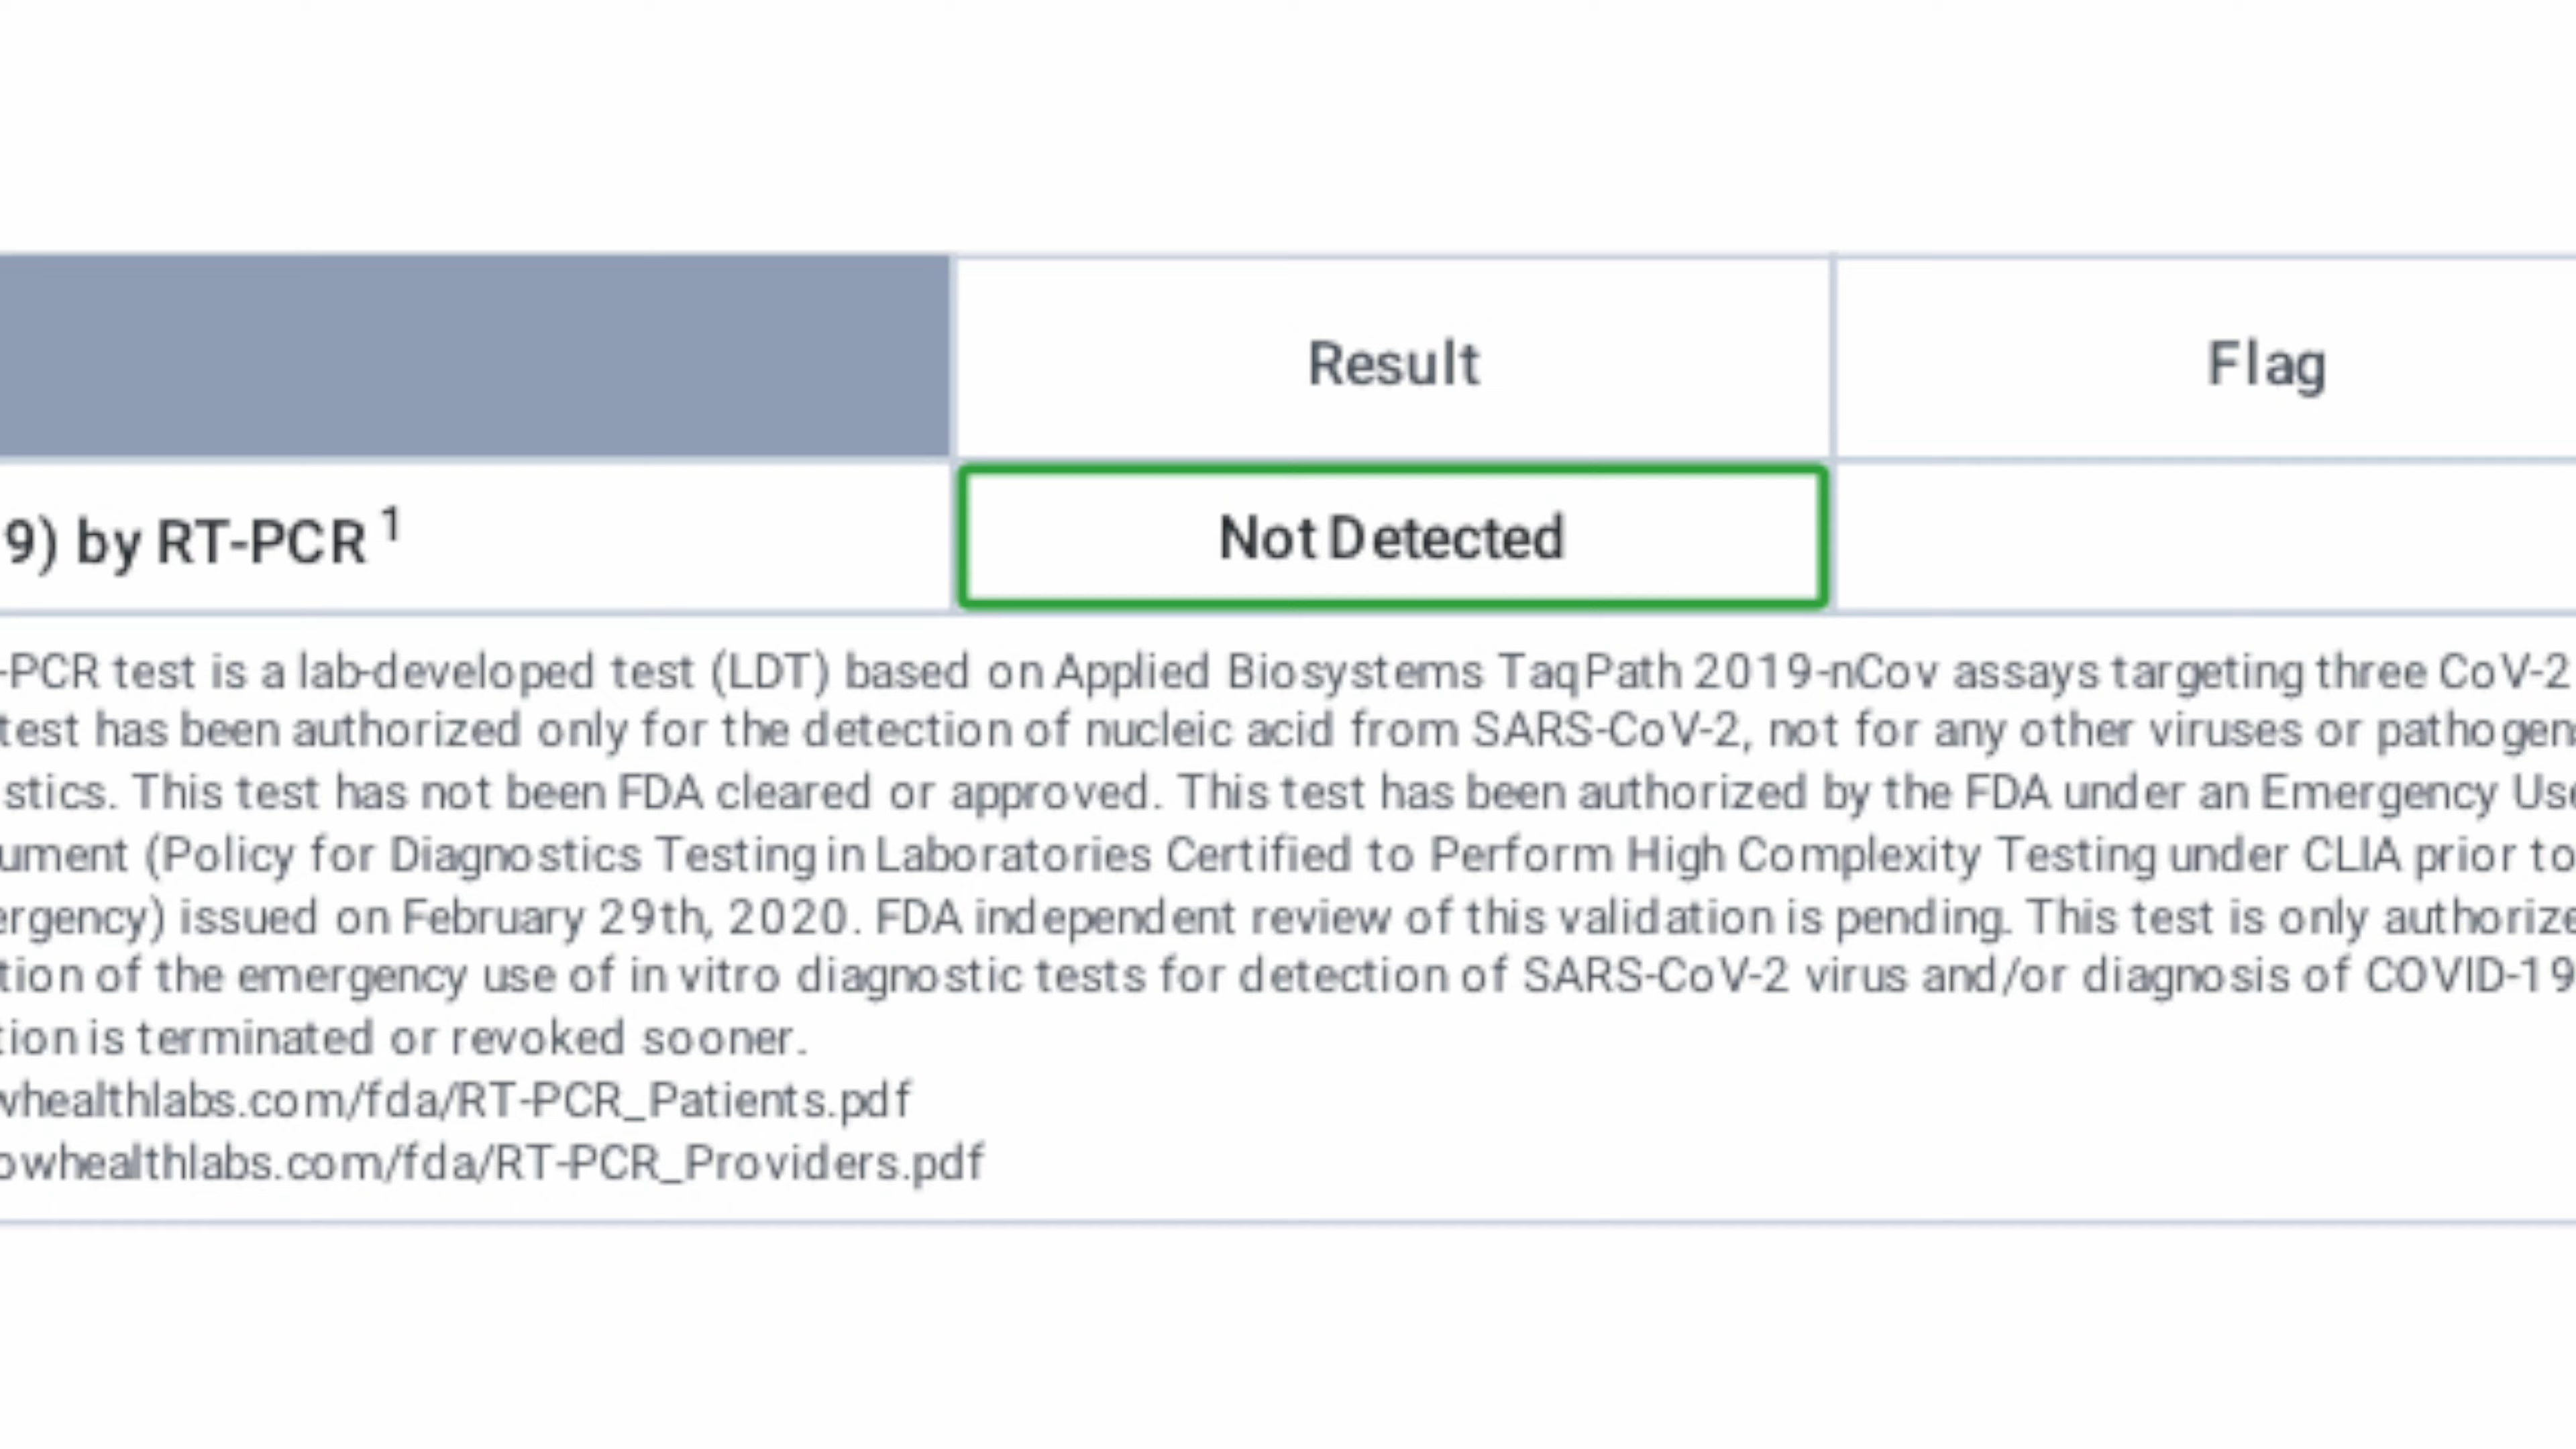 Result Flag
9) by RT-PCR 1 Not Detected
-PCR test is a lab-developed test (LDT) based on Applied Biosystems TaqPath 2019-nCov assays targeting three CoV-2
test has been authorized only for the detection of nucleic acid from SARS-CoV-2, not for any other viruses or pathogens
stics. This test has not been FDA cleared or approved. This test has been authorized by the FDA under an Emergency Use
ument (Policy for Diagnostics Testing in Laboratories Certified to Perform High Complexity Testing under CLIA prior to
ergency) issued on February 29th, 2020. FDA independent review of this validation is pending. This test is only authorize
tion of the emergency use of in vitro diagnostic tests for detection of SARS-CoV-2 virus and/or diagnosis of COVID-19
tion is terminated or revoked sooner.
whealthlabs.com/fda/RT-PCR_Patients.pdf
owhealthlabs.com/fda/RT-PCR_Providers.pdf